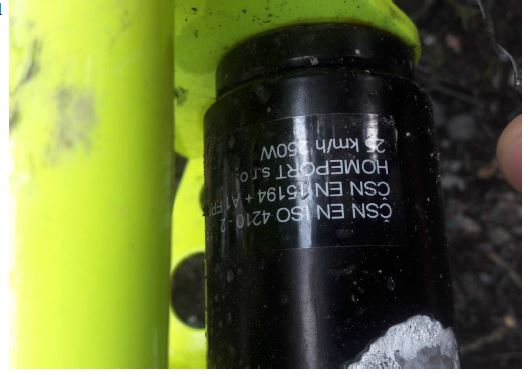 ČSN EN ISO 4210 - 2
ČSN EN 15194 + A1
HOMEPORT s.r.o.
25 km/h 250W